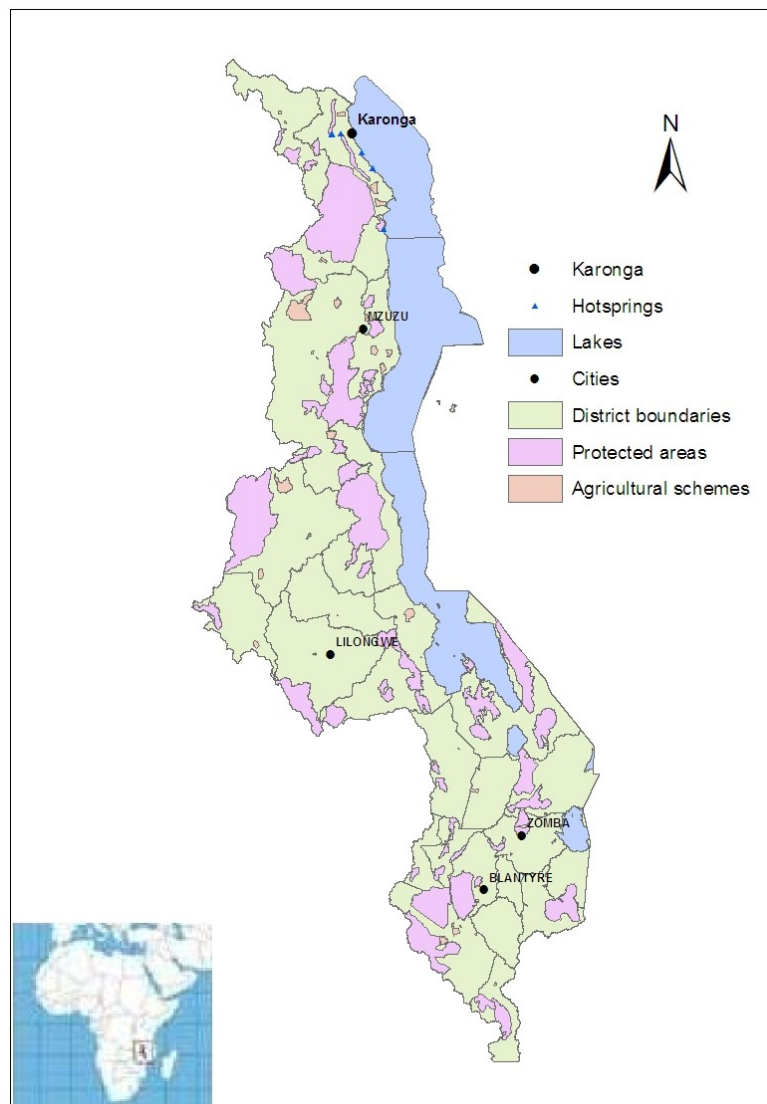 Karonga
N
Karonga
Hotsprings
Lakes
Cities
District boundaries
Protected areas
Agricultural schemes
MZUZU
LILONGWE
ZOMBA
BLANTYRE